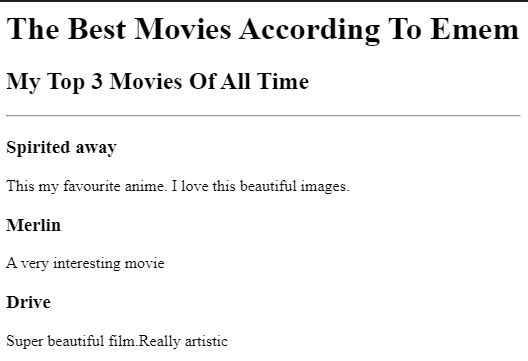 The Best Movies According To Emem
My Top 3 Movies Of All Time
Spirited away
This my favourite anime. I love this beautiful images.
Merlin
A very interesting movie
Drive
Super beautiful film.Really artistic